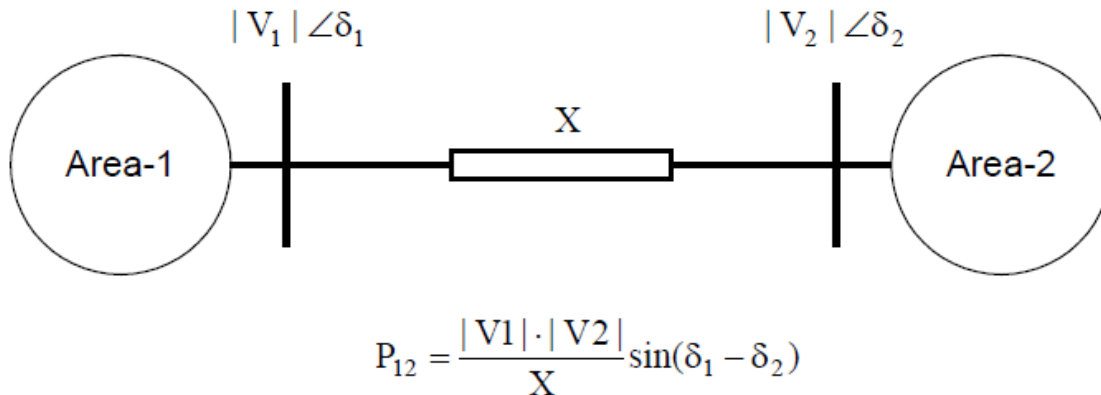 | V₁ | ∠δ₁ | V₂ | ∠δ₂
X
Area-1 Area-2
P₁₂ = | V1 | · | V2 | / X sin(δ₁ − δ₂)